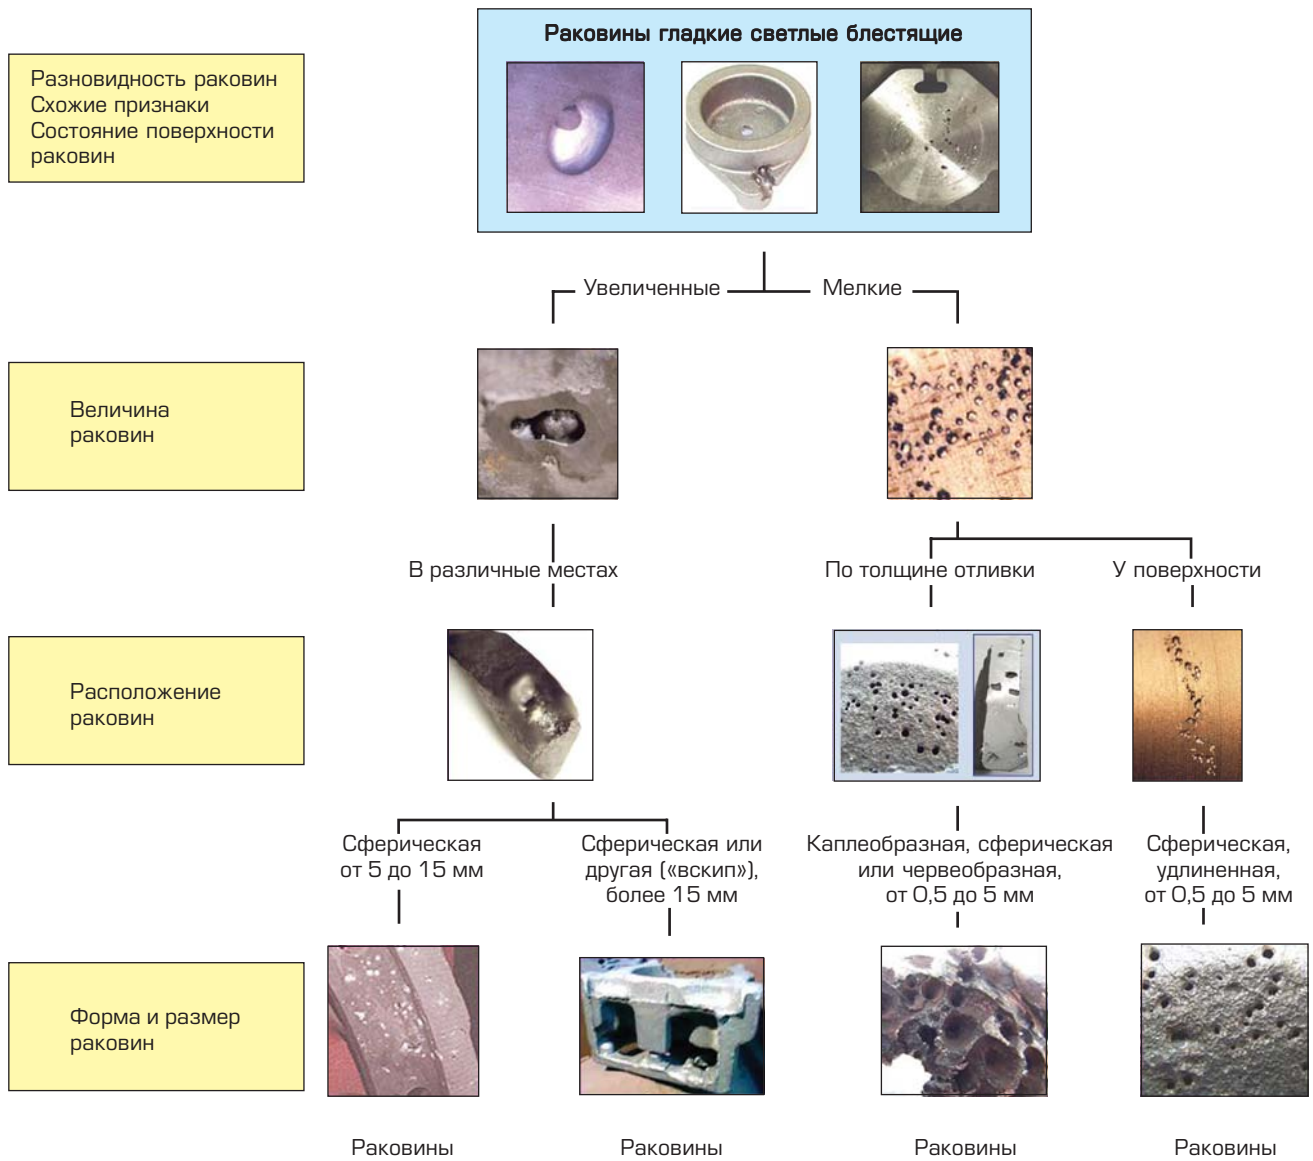 Раковины гладкие светлые блестящие
Разновидность раковин
Схожие признаки
Состояние поверхности
раковин
Увеличенные
Мелкие
Величина
раковин
В различные местах
По толщине отливки
У поверхности
Расположение
раковин
Сферическая
от 5 до 15 мм
Сферическая или
другая («вскип»),
более 15 мм
Каплеобразная, сферическая
или червеобразная,
от 0,5 до 5 мм
Сферическая,
удлиненная,
от 0,5 до 5 мм
Форма и размер
раковин
Раковины
Раковины
Раковины
Раковины